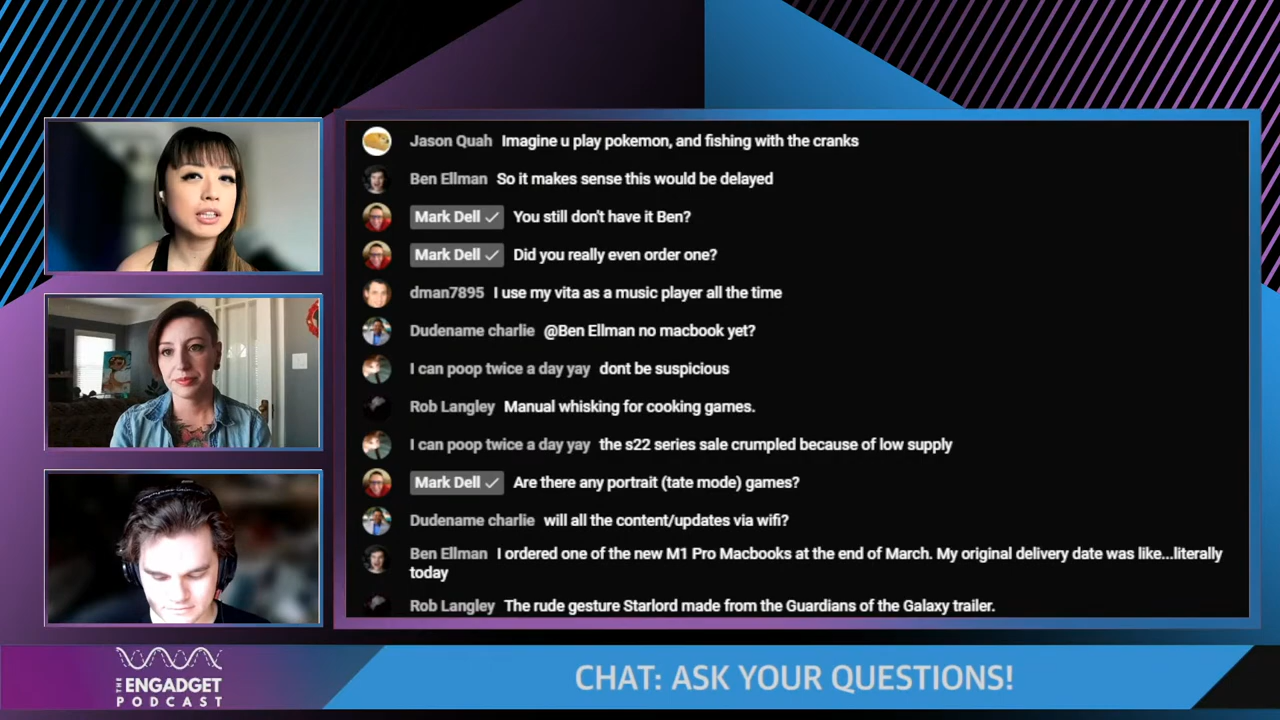 Jason Quah Imagine u play pokemon, and fishing with the cranks
Ben Ellman So it makes sense this would be delayed
Mark Dell ✓ You still don't have it Ben?
Mark Dell ✓ Did you really even order one?
dman7895 I use my vita as a music player all the time
Dudename charlie @Ben Ellman no macbook yet?
I can poop twice a day yay dont be suspicious
Rob Langley Manual whisking for cooking games.
I can poop twice a day yay the s22 series sale crumpled because of low supply
Mark Dell ✓ Are there any portrait (tate mode) games?
Dudename charlie will all the content/updates via wifi?
Ben Ellman I ordered one of the new M1 Pro Macbooks at the end of March. My original delivery date was like...literally
today
Rob Langley The rude gesture Starlord made from the Guardians of the Galaxy trailer.
THE ENGADGET
PODCAST
CHAT: ASK YOUR QUESTIONS!